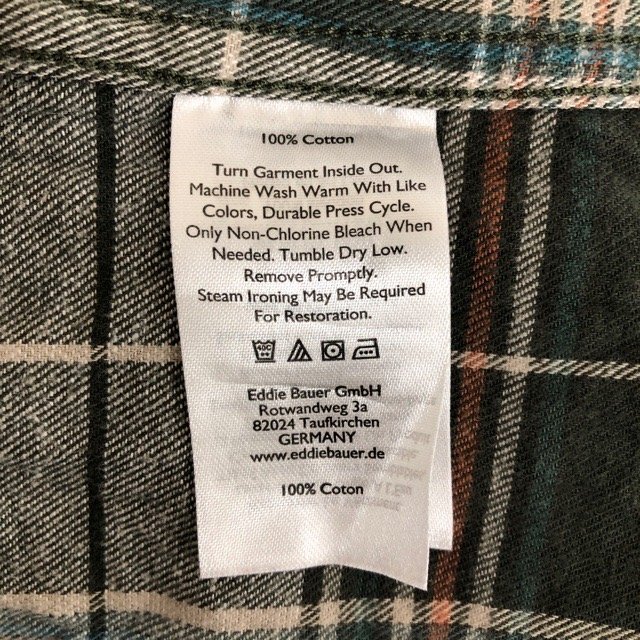 100% Cotton
Turn Garment Inside Out.
Machine Wash Warm With Like
Colors, Durable Press Cycle.
Only Non-Chlorine Bleach When
Needed. Tumble Dry Low.
Remove Promptly.
Steam Ironing May Be Required
For Restoration.
Eddie Bauer GmbH
Rotwandweg 3a
82024 Taufkirchen
GERMANY
www.eddiebauer.de
100% Coton